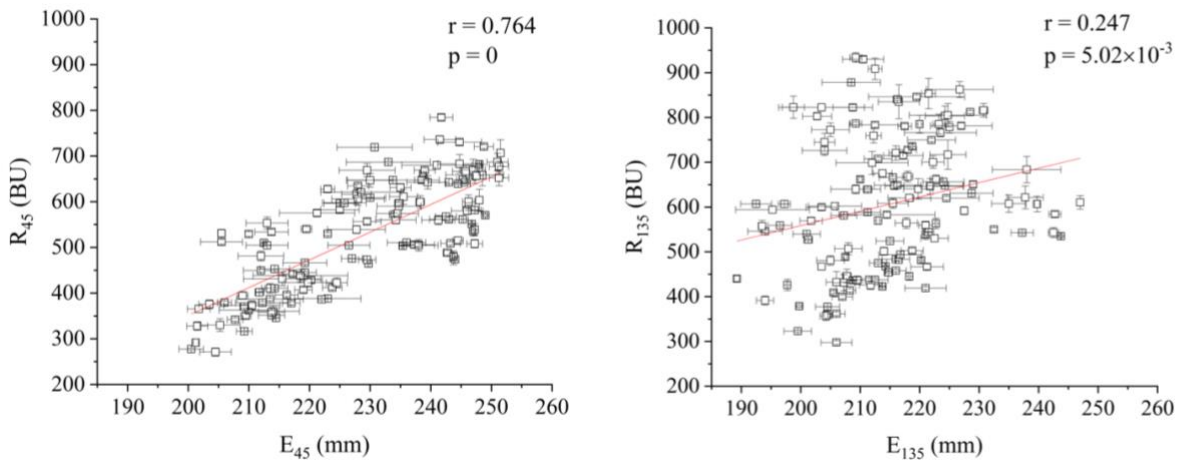 r = 0.764
p = 0
1000
900
800
700
600
500
400
300
200
R₄₅ (BU)
190 200 210 220 230 240 250 260
E₄₅ (mm)
r = 0.247
p = 5.02×10⁻³
1000
900
800
700
600
500
400
300
200
R₁₃₅ (BU)
190 200 210 220 230 240 250 260
E₁₃₅ (mm)